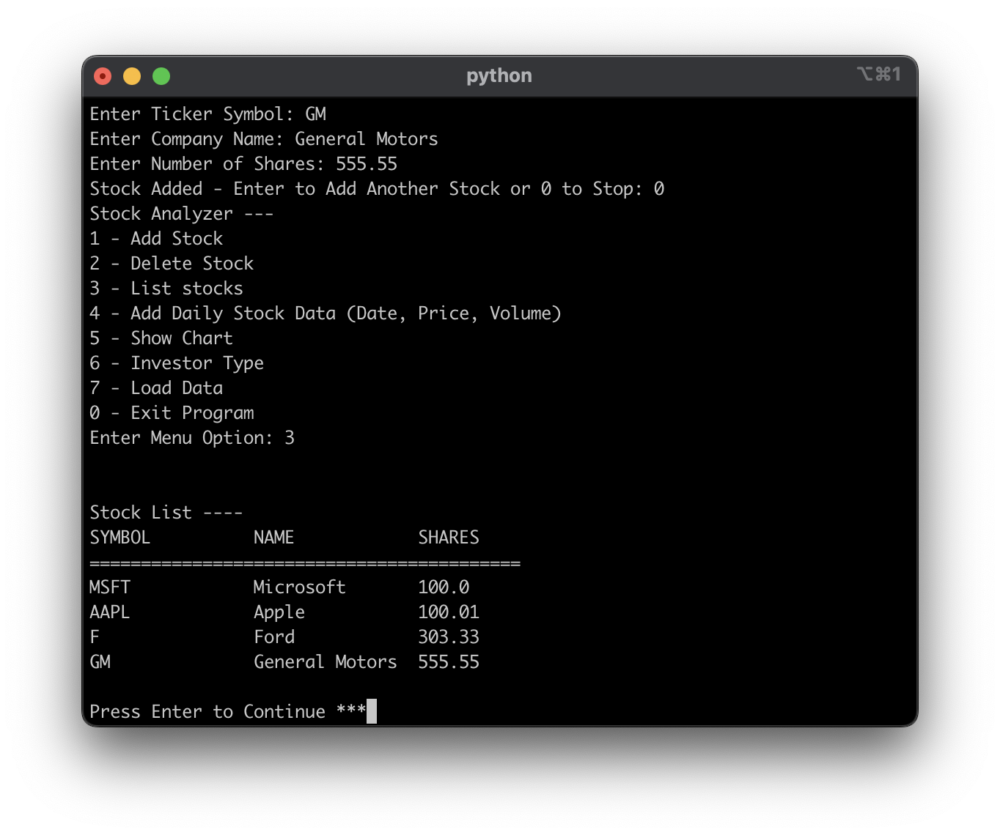 python
⌥⌘1
Enter Ticker Symbol: GM
Enter Company Name: General Motors
Enter Number of Shares: 555.55
Stock Added - Enter to Add Another Stock or 0 to Stop: 0
Stock Analyzer ---
1 - Add Stock
2 - Delete Stock
3 - List stocks
4 - Add Daily Stock Data (Date, Price, Volume)
5 - Show Chart
6 - Investor Type
7 - Load Data
0 - Exit Program
Enter Menu Option: 3
Stock List ----
SYMBOL          NAME            SHARES
==========================================
MSFT            Microsoft       100.0
AAPL            Apple           100.01
F               Ford            303.33
GM              General Motors  555.55
Press Enter to Continue ***